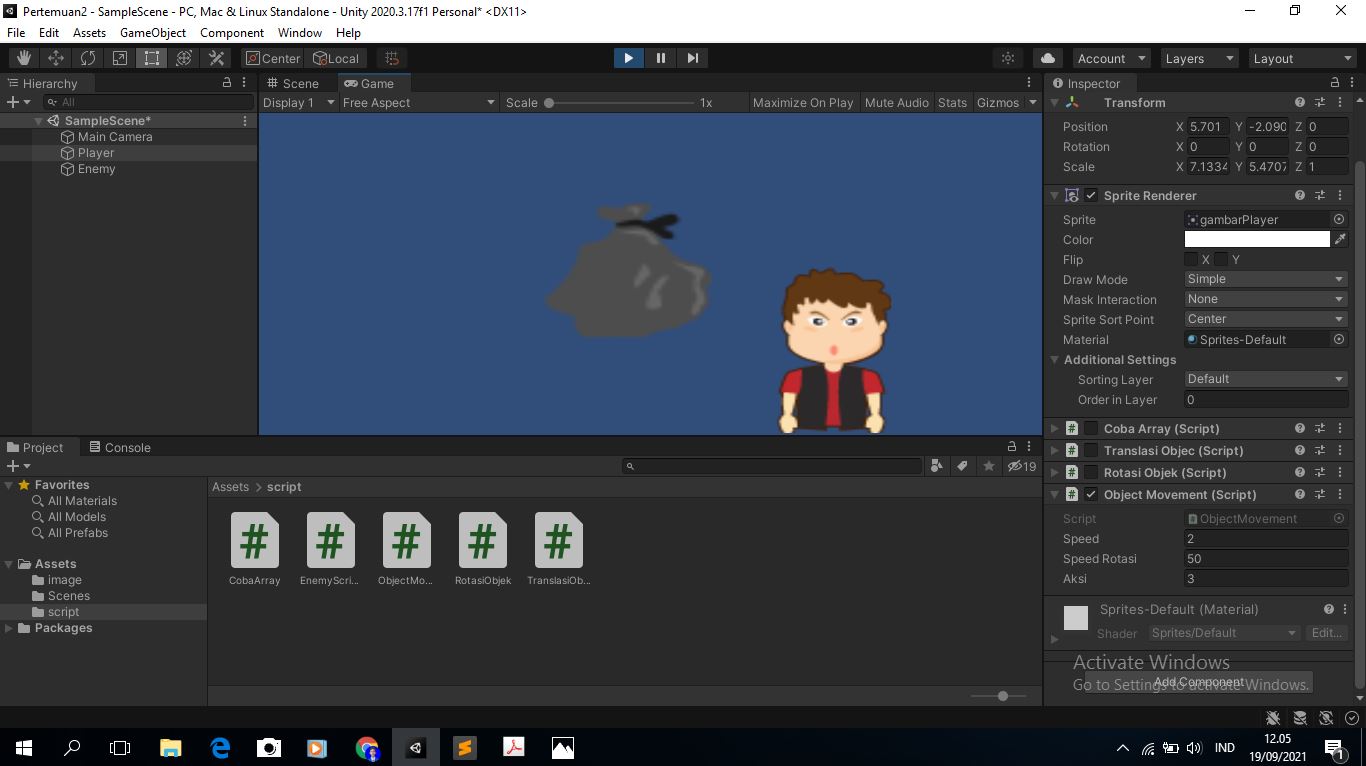 Pertemuan2 - SampleScene - PC, Mac & Linux Standalone - Unity 2020.3.17f1 Personal* <DX11>
File Edit Assets GameObject Component Window Help
Center Local Account Layers Layout
Hierarchy
All
SampleScene*
Main Camera
Player
Enemy
Scene Game
Display 1 Free Aspect Scale 1x Maximize On Play Mute Audio Stats Gizmos
Inspector
Transform
Position X 5.701 Y -2.090 Z 0
Rotation X 0 Y 0 Z 0
Scale X 7.1334 Y 5.4707 Z 1
Sprite Renderer
Sprite gambarPlayer
Color
Flip X Y
Draw Mode Simple
Mask Interaction None
Sprite Sort Point Center
Material Sprites-Default
Additional Settings
Sorting Layer Default
Order in Layer 0
# Coba Array (Script)
# Translasi Objec (Script)
# Rotasi Objek (Script)
# Object Movement (Script)
Script ObjectMovement
Speed 2
Speed Rotasi 50
Aksi 3
Sprites-Default (Material)
Shader Sprites/Default Edit...
Add Component
Activate Windows
Go to Settings to activate Windows.
Project Console
19
Favorites
All Materials
All Models
All Prefabs
Assets
image
Scenes
script
Packages
Assets > script
# # # # #
CobaArray EnemyScri... ObjectMo... RotasiObjek TranslasiOb...
IND
12.05
19/09/2021
1